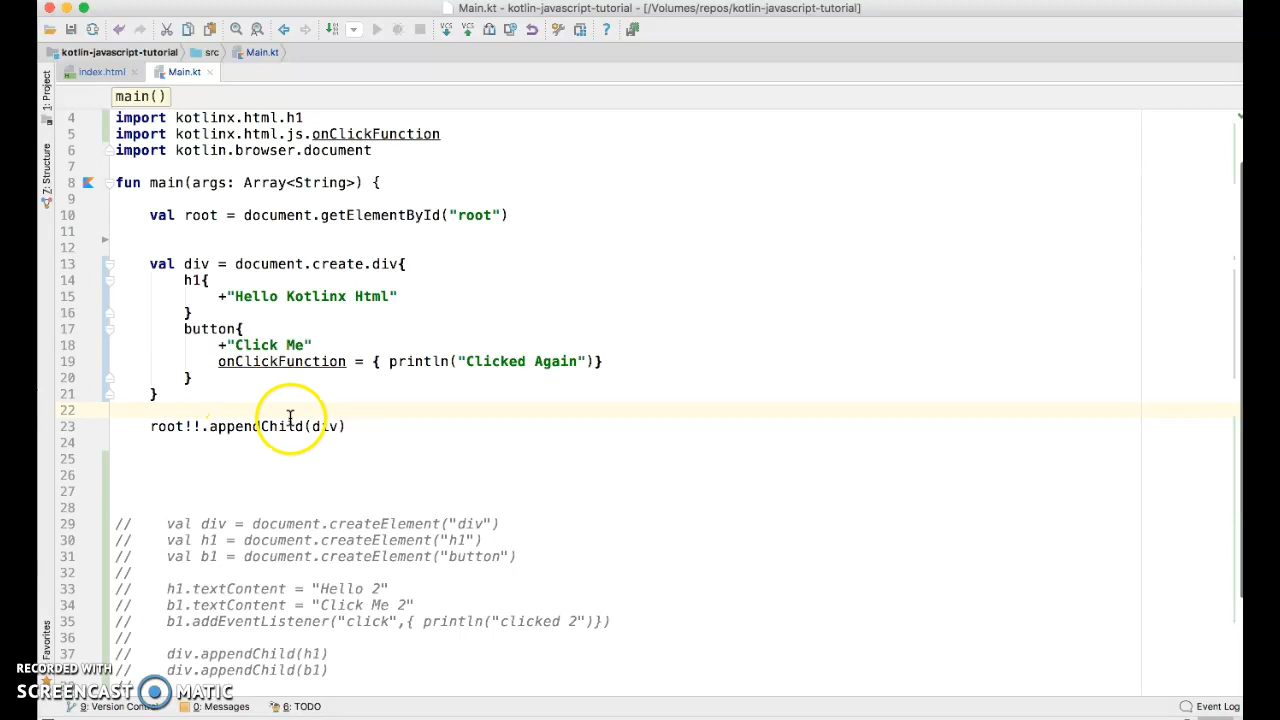 Main.kt - kotlin-javascript-tutorial - [/Volumes/repos/kotlin-javascript-tutorial]
kotlin-javascript-tutorial src Main.kt
1: Project
index.html Main.kt
main()
4 import kotlinx.html.h1
5 import kotlinx.html.js.onClickFunction
6 import kotlin.browser.document
7
7: Structure
8 fun main(args: Array<String>) {
9
10 val root = document.getElementById("root")
11
12
13 val div = document.create.div{
14 h1{
15 +"Hello Kotlinx Html"
16 }
17 button{
18 +"Click Me"
19 onClickFunction = { println("Clicked Again")}
20 }
21 }
22
23 root!!.appendChild(div)
24
25
26
27
28
29 // val div = document.createElement("div")
30 // val h1 = document.createElement("h1")
31 // val b1 = document.createElement("button")
32 //
33 // h1.textContent = "Hello 2"
34 // b1.textContent = "Click Me 2"
35 // b1.addEventListener("click",{ println("clicked 2")})
36 //
37 // div.appendChild(h1)
// div.appendChild(b1)
Favorites
RECORDED WITH
SCREENCAST MATIC
9: Version Control 0: Messages 6: TODO Event Log